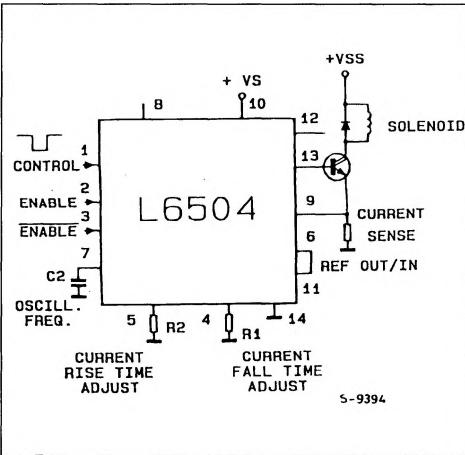 +VSS
+ VS
8
10
12
SOLENOID
1
CONTROL
13
2
ENABLE
L6504
9
CURRENT
SENSE
3
ENABLE
6
7
REF OUT/IN
C2
11
OSCILL.
FREQ.
5
R2
4
R1
14
CURRENT
RISE TIME
ADJUST
CURRENT
FALL TIME
ADJUST
S-9394